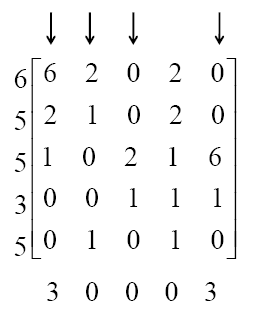 ↓ ↓ ↓ ↓
6 6 2 0 2 0
5 2 1 0 2 0
5 1 0 2 1 6
3 0 0 1 1 1
5 0 1 0 1 0
3 0 0 0 3